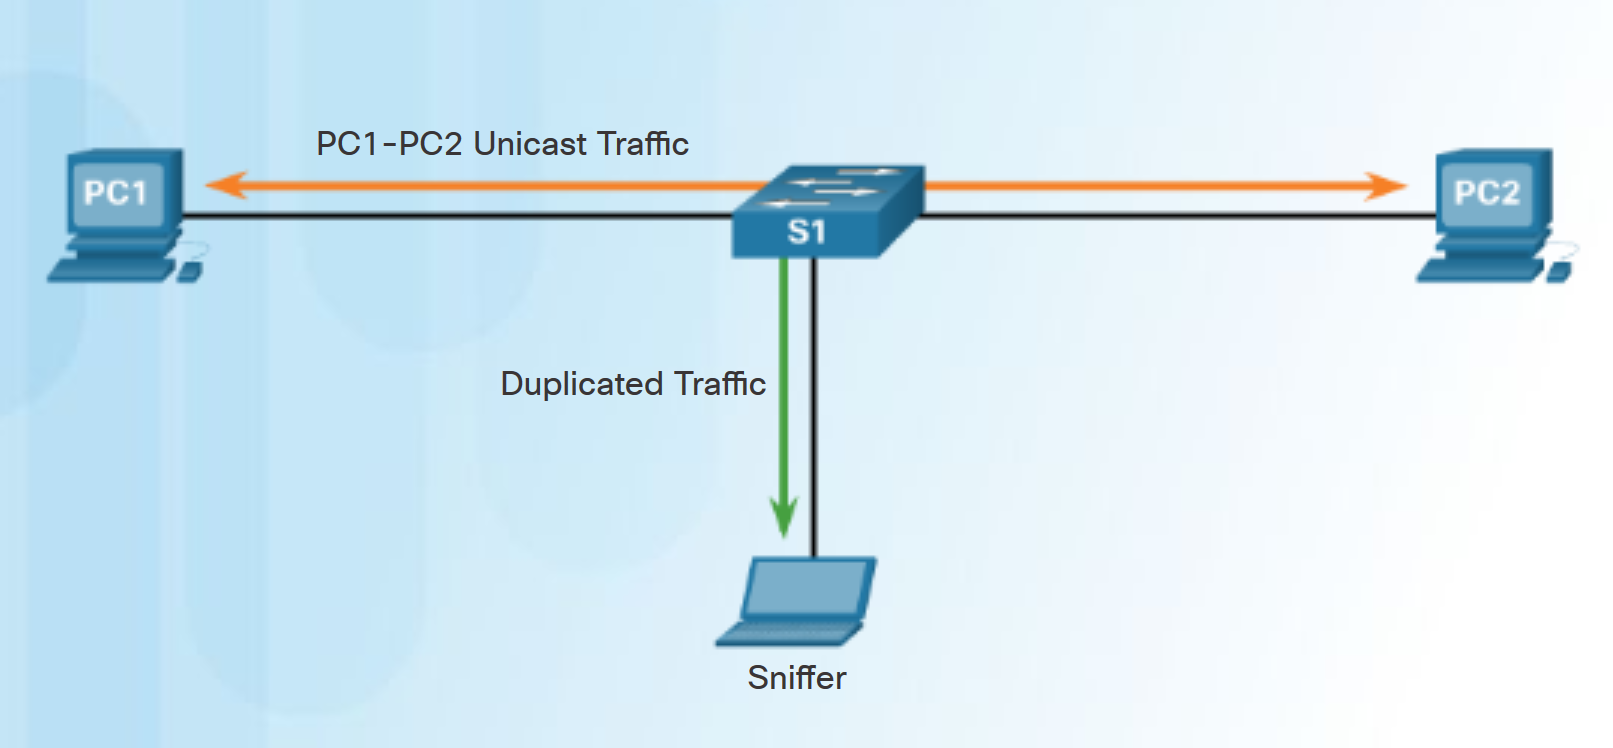 PC1-PC2 Unicast Traffic
PC1
S1
PC2
Duplicated Traffic
Sniffer